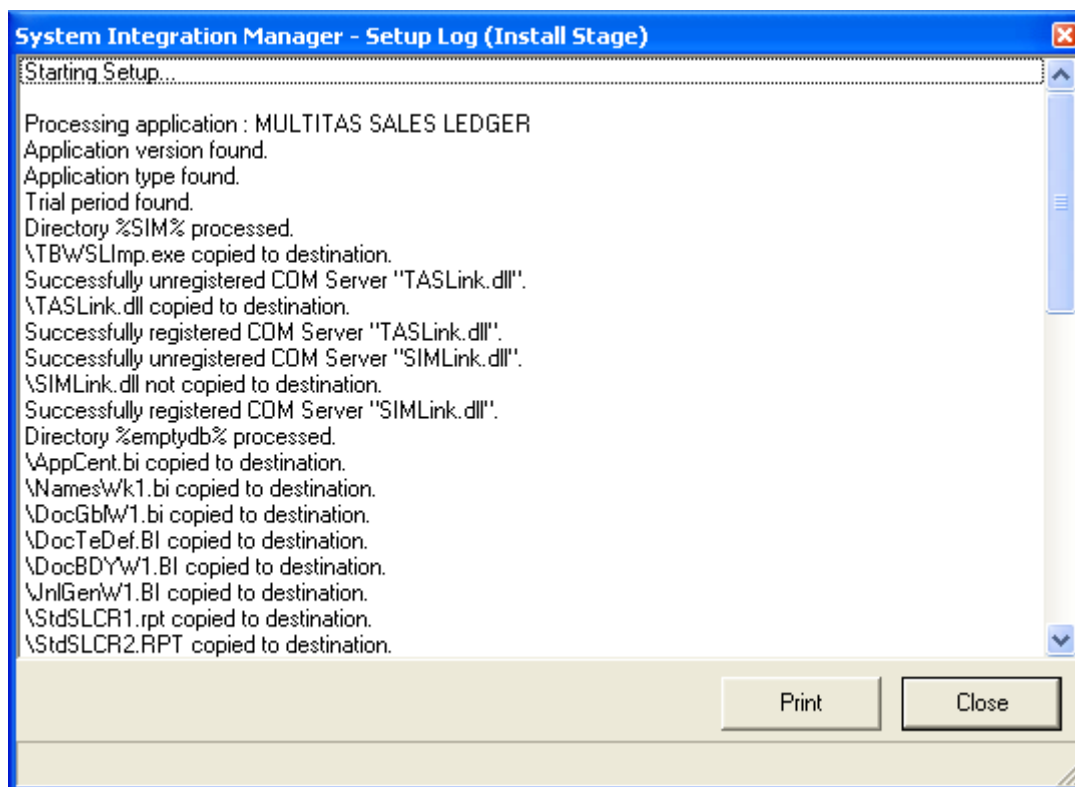 System Integration Manager - Setup Log (Install Stage)
Starting Setup...
Processing application : MULTITAS SALES LEDGER
Application version found.
Application type found.
Trial period found.
Directory %SIM% processed.
\TBWSLImp.exe copied to destination.
Successfully unregistered COM Server "TASLink.dll".
\TASLink.dll copied to destination.
Successfully registered COM Server "TASLink.dll".
Successfully unregistered COM Server "SIMLink.dll".
\SIMLink.dll not copied to destination.
Successfully registered COM Server "SIMLink.dll".
Directory %emptydb% processed.
\AppCent.bi copied to destination.
\NamesWk1.bi copied to destination.
\DocGblW1.bi copied to destination.
\DocTeDef.BI copied to destination.
\DocBDYW1.BI copied to destination.
\JnlGenW1.BI copied to destination.
\StdSLCR1.rpt copied to destination.
\StdSLCR2.RPT copied to destination.
Print
Close